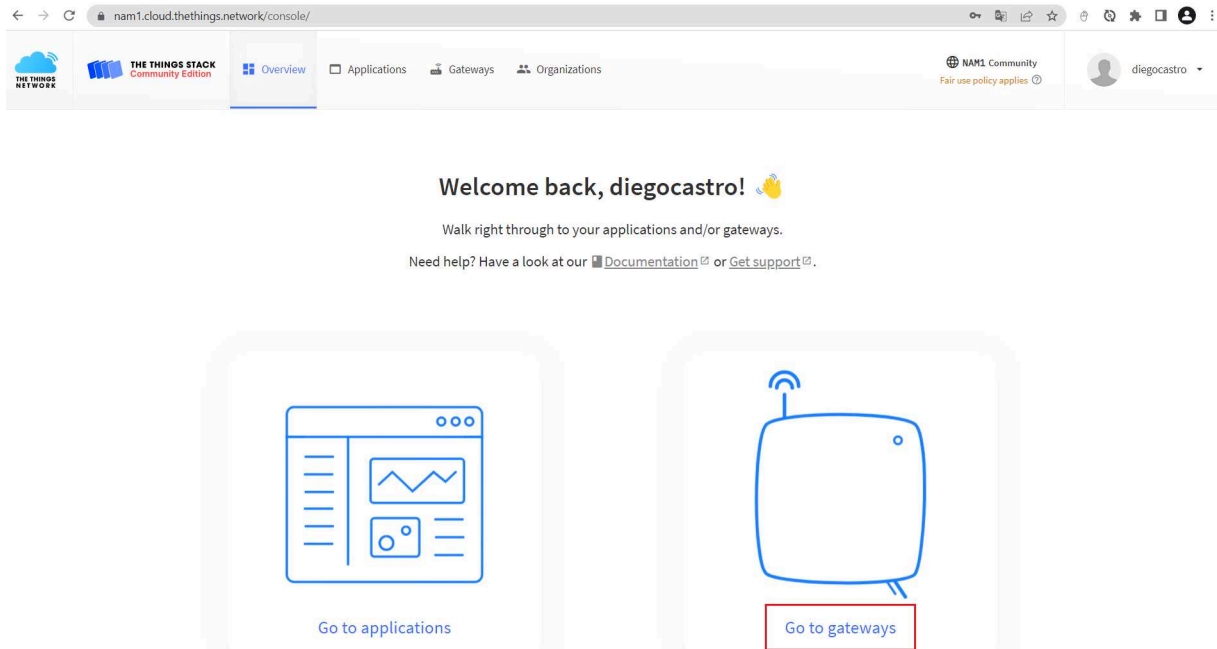 nam1.cloud.thethings.network/console/
THE THINGS NETWORK
THE THINGS STACK
Community Edition
Overview
Applications
Gateways
Organizations
NAM1 Community
Fair use policy applies
diegocastro
Welcome back, diegocastro! 👋
Walk right through to your applications and/or gateways.
Need help? Have a look at our Documentation or Get support.
Go to applications
Go to gateways